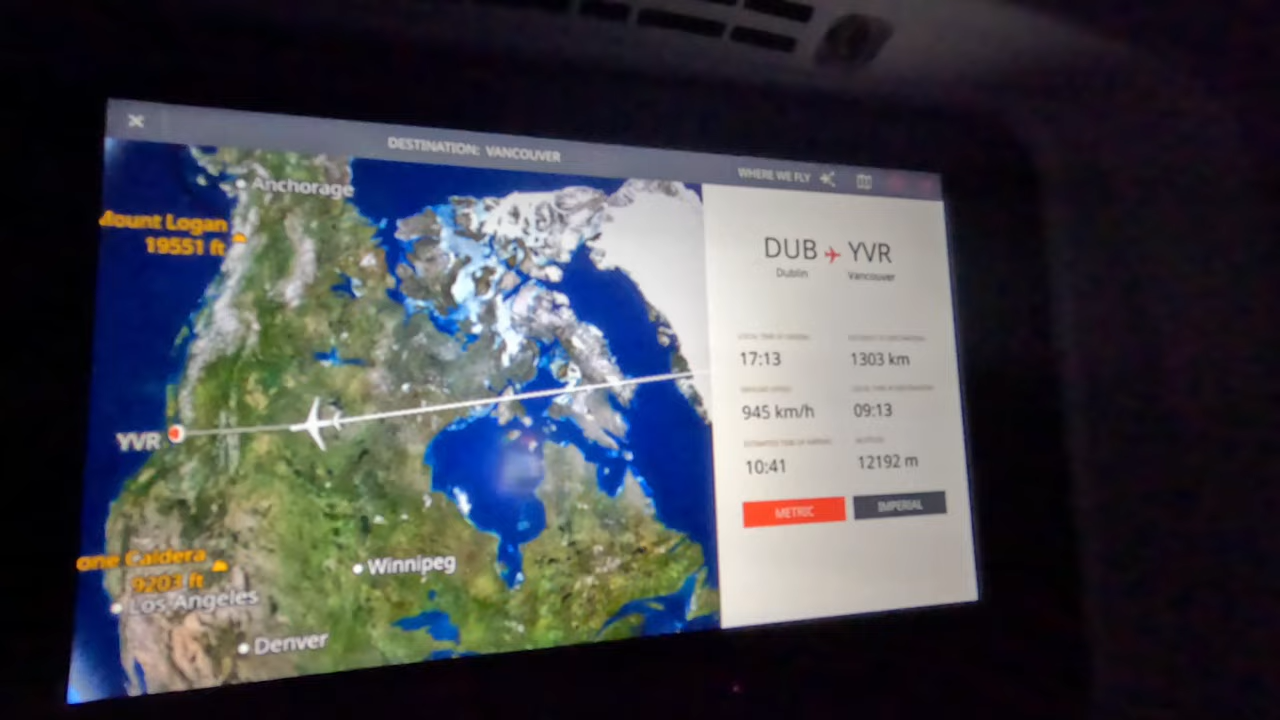 DESTINATION: VANCOUVER
WHERE WE FLY
Anchorage
Mount Logan
19551 ft
YVR
Winnipeg
one Caldera
9203 ft
Los Angeles
Denver
DUB YVR
Dublin Vancouver
17:13 1303 km
945 km/h 09:13
10:41 12192 m
METRIC IMPERIAL